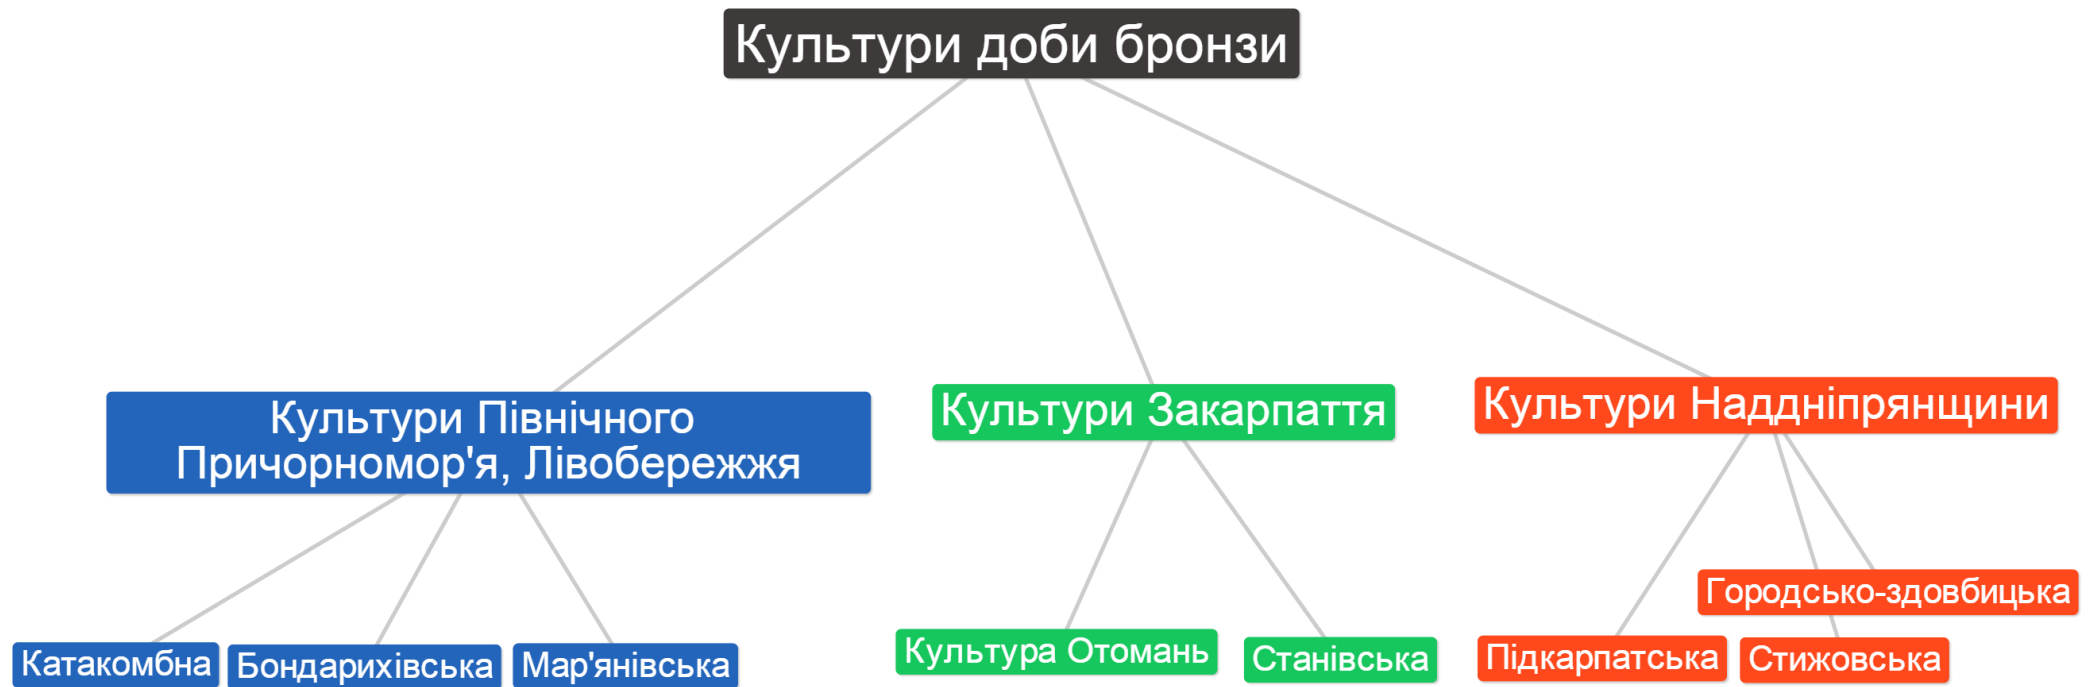 Культури доби бронзи
Культури Північного
Причорномор'я, Лівобережжя
Культури Закарпаття
Культури Наддніпрянщини
Катакомбна
Бондарихівська
Мар'янівська
Культура Отомань
Станівська
Городсько-здовбицька
Підкарпатська
Стижовська